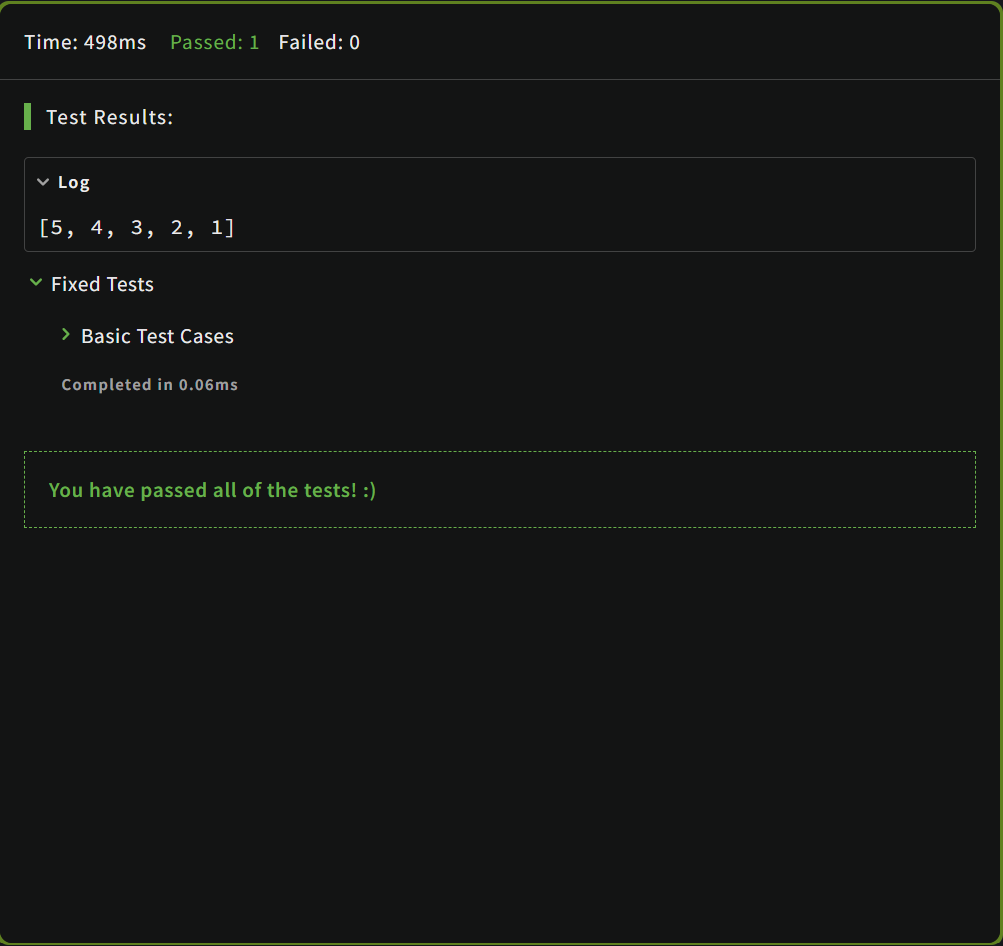 Time: 498ms Passed: 1 Failed: 0
Test Results:
Log
[5, 4, 3, 2, 1]
Fixed Tests
Basic Test Cases
Completed in 0.06ms
You have passed all of the tests! :)